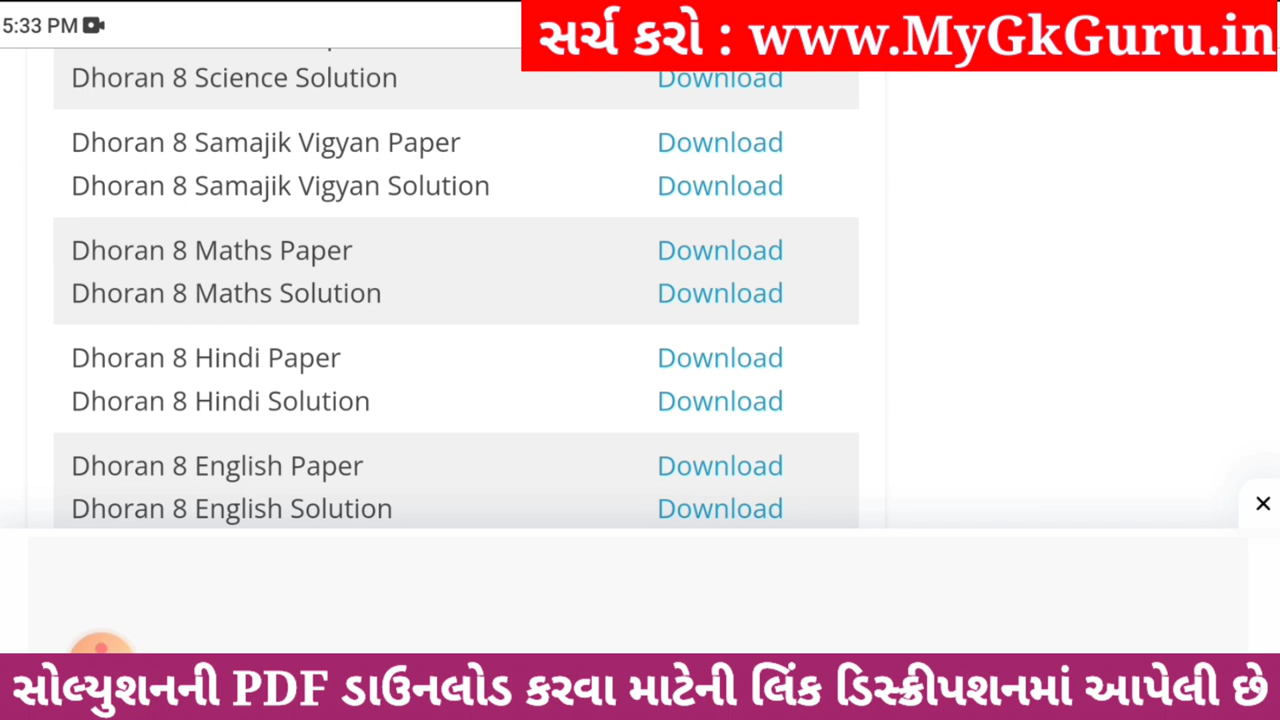 5:33 PM
સર્ચ કરો : www.MyGkGuru.in
Dhoran 8 Science Solution Download
Dhoran 8 Samajik Vigyan Paper Download
Dhoran 8 Samajik Vigyan Solution Download
Dhoran 8 Maths Paper Download
Dhoran 8 Maths Solution Download
Dhoran 8 Hindi Paper Download
Dhoran 8 Hindi Solution Download
Dhoran 8 English Paper Download
Dhoran 8 English Solution Download
સોલ્યુશનની PDF ડાઉનલોડ કરવા માટેની લિંક ડિસ્ક્રીપશનમાં આપેલી છે